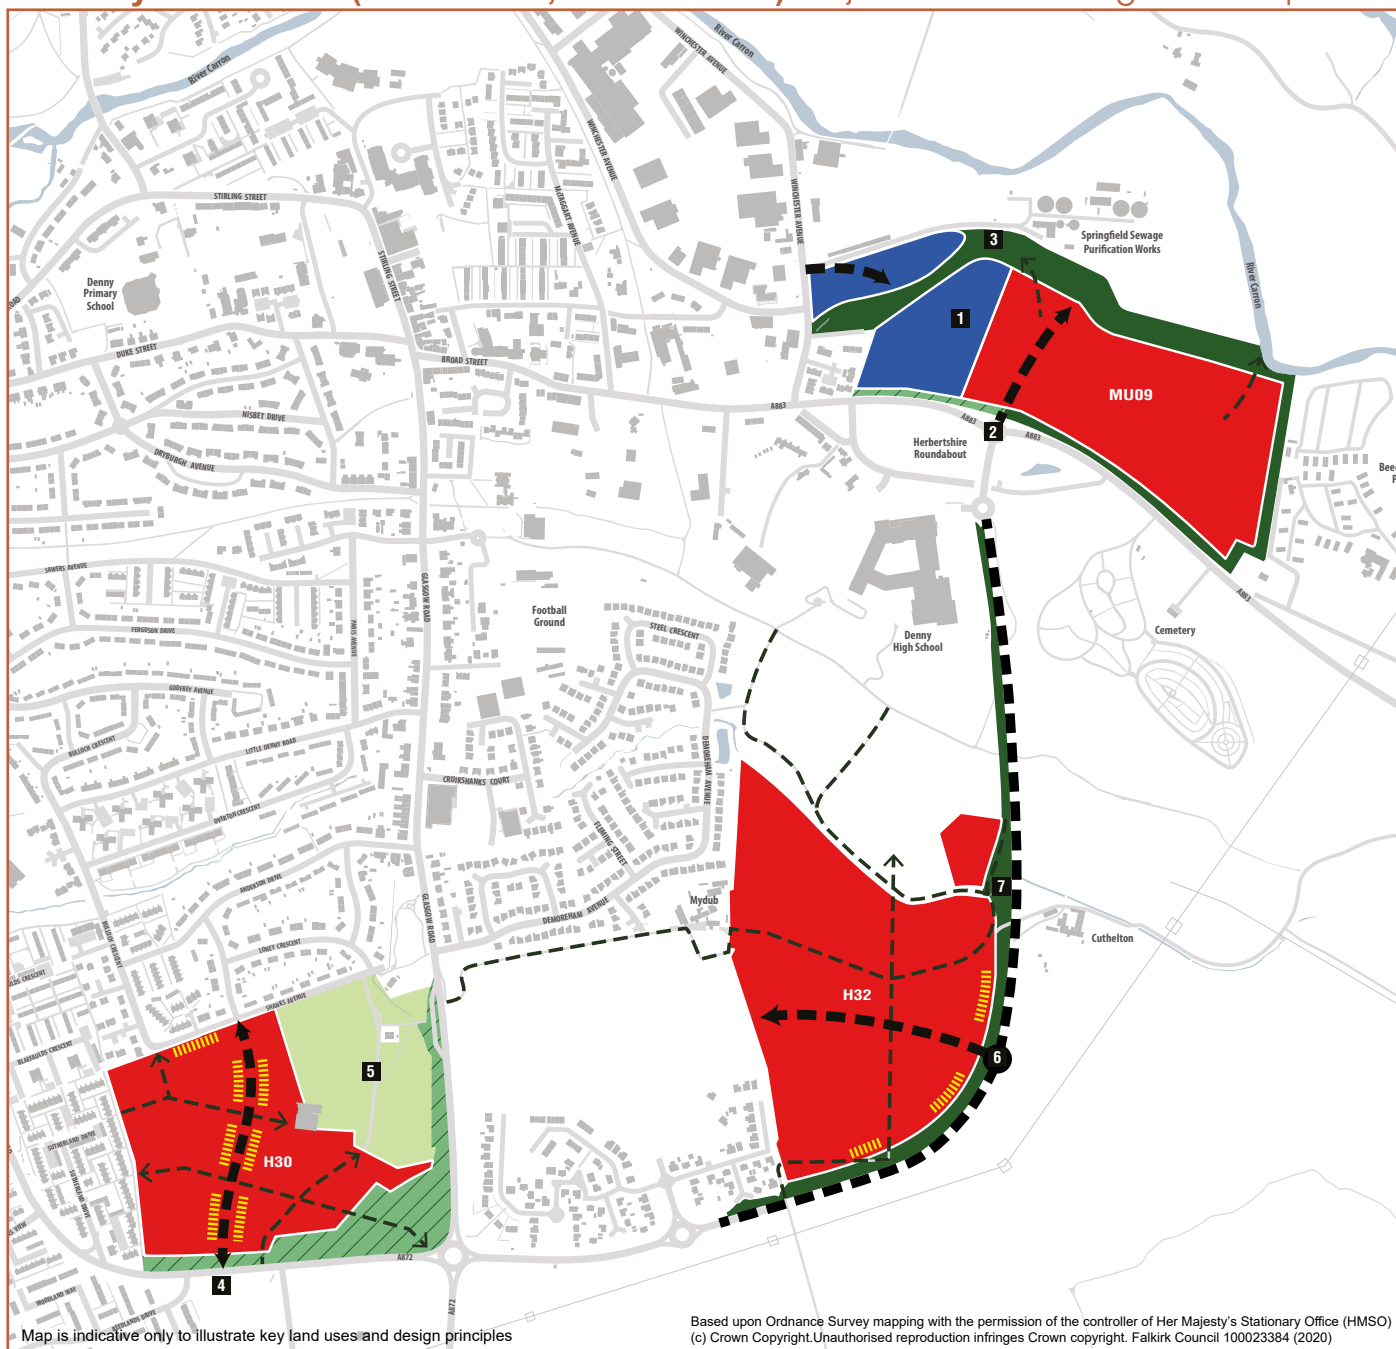 River Carron
River Carron
WINCHESTER AVENUE
WINCHESTER AVENUE
McTAGGART AVENUE
WINCHESTER AVENUE
STIRLING STREET
STIRLING STREET
3
Springfield Sewage
Purification Works
River Carron
Denny
Primary
School
ROAD
1
DUKE STREET
BROAD STREET
MU09
A883
A883
2
A883
NISBET DRIVE
Herbertshire
Roundabout
DRYBURGH AVENUE
SAWERS AVENUE
GLASGOW ROAD
Football
Ground
A883
FERGUSON DRIVE
PARIS AVENUE
STEEL CRESCENT
Denny
High School
Cemetery
GODFREY AVENUE
BULLOCH CRESCENT
LITTLE DENNY ROAD
DEMOREHAM AVENUE
CRUIKSHANKS COURT
OVERTON CRESCENT
FLEMING STREET
ANDERSON DRIVE
7
Mydub
GLASGOW ROAD
DEMOREHAM AVENUE
Cuthelton
LONEY CRESCENT
H32
SHANKS AVENUE
BLAEFAULDS CRESCENT
5
6
SUTHERLAND DRIVE
H30
SUTHERLAND DRIVE
A872
4
WOODLAND WAY
REEDLANDS DRIVE
A872
Map is indicative only to illustrate key land uses and design principles
Based upon Ordnance Survey mapping with the permission of the controller of Her Majesty's Stationary Office (HMSO)
(c) Crown Copyright.Unauthorised reproduction infringes Crown copyright. Falkirk Council 100023384 (2020)